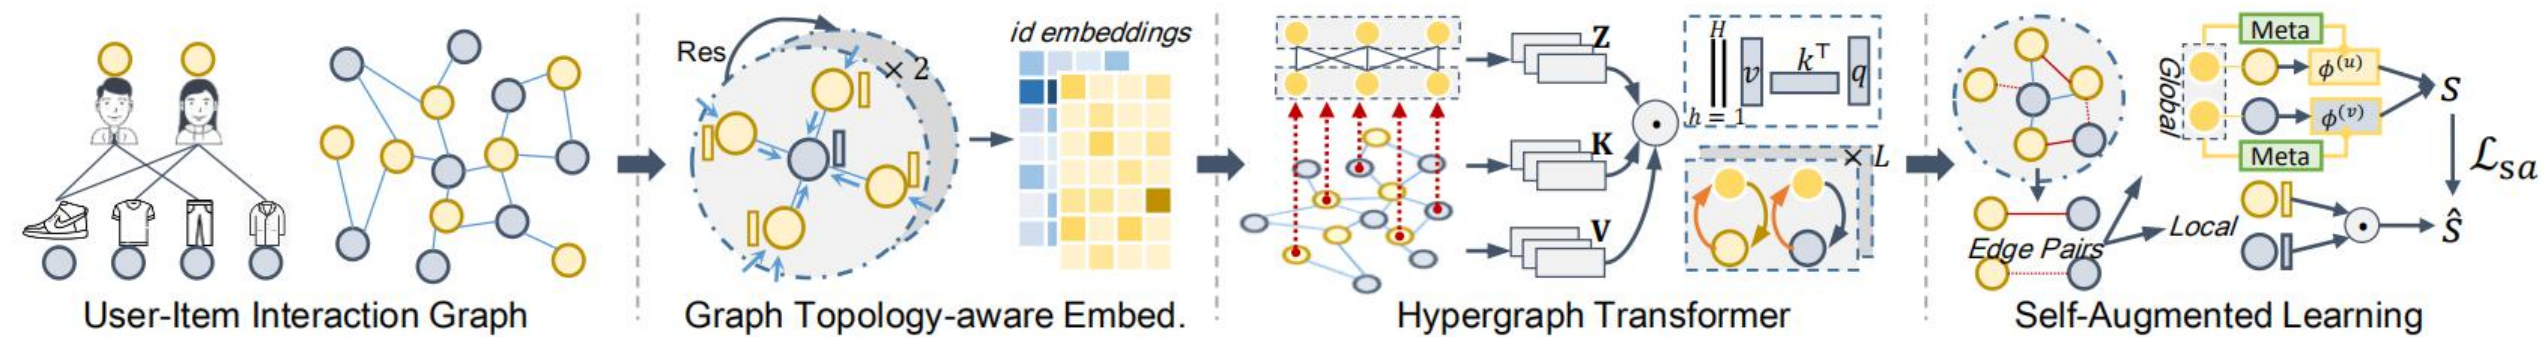 Res
× 2
id embeddings
Z
K
V
H
h = 1
v
k^T
q
× L
Global
Meta
ϕ^(u)
ϕ^(v)
Meta
s
L_sa
ŝ
Edge Pairs
Local
User-Item Interaction Graph
Graph Topology-aware Embed.
Hypergraph Transformer
Self-Augmented Learning